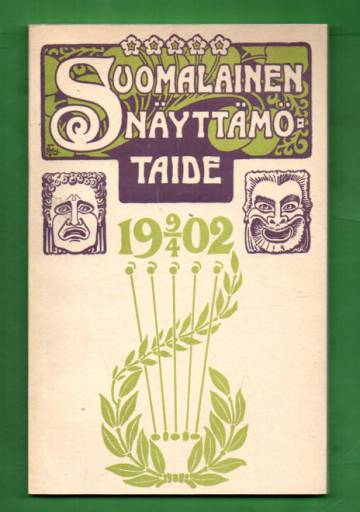 SUOMALAINEN
NÄYTTÄMÖ-
TAIDE
19 9/4 02